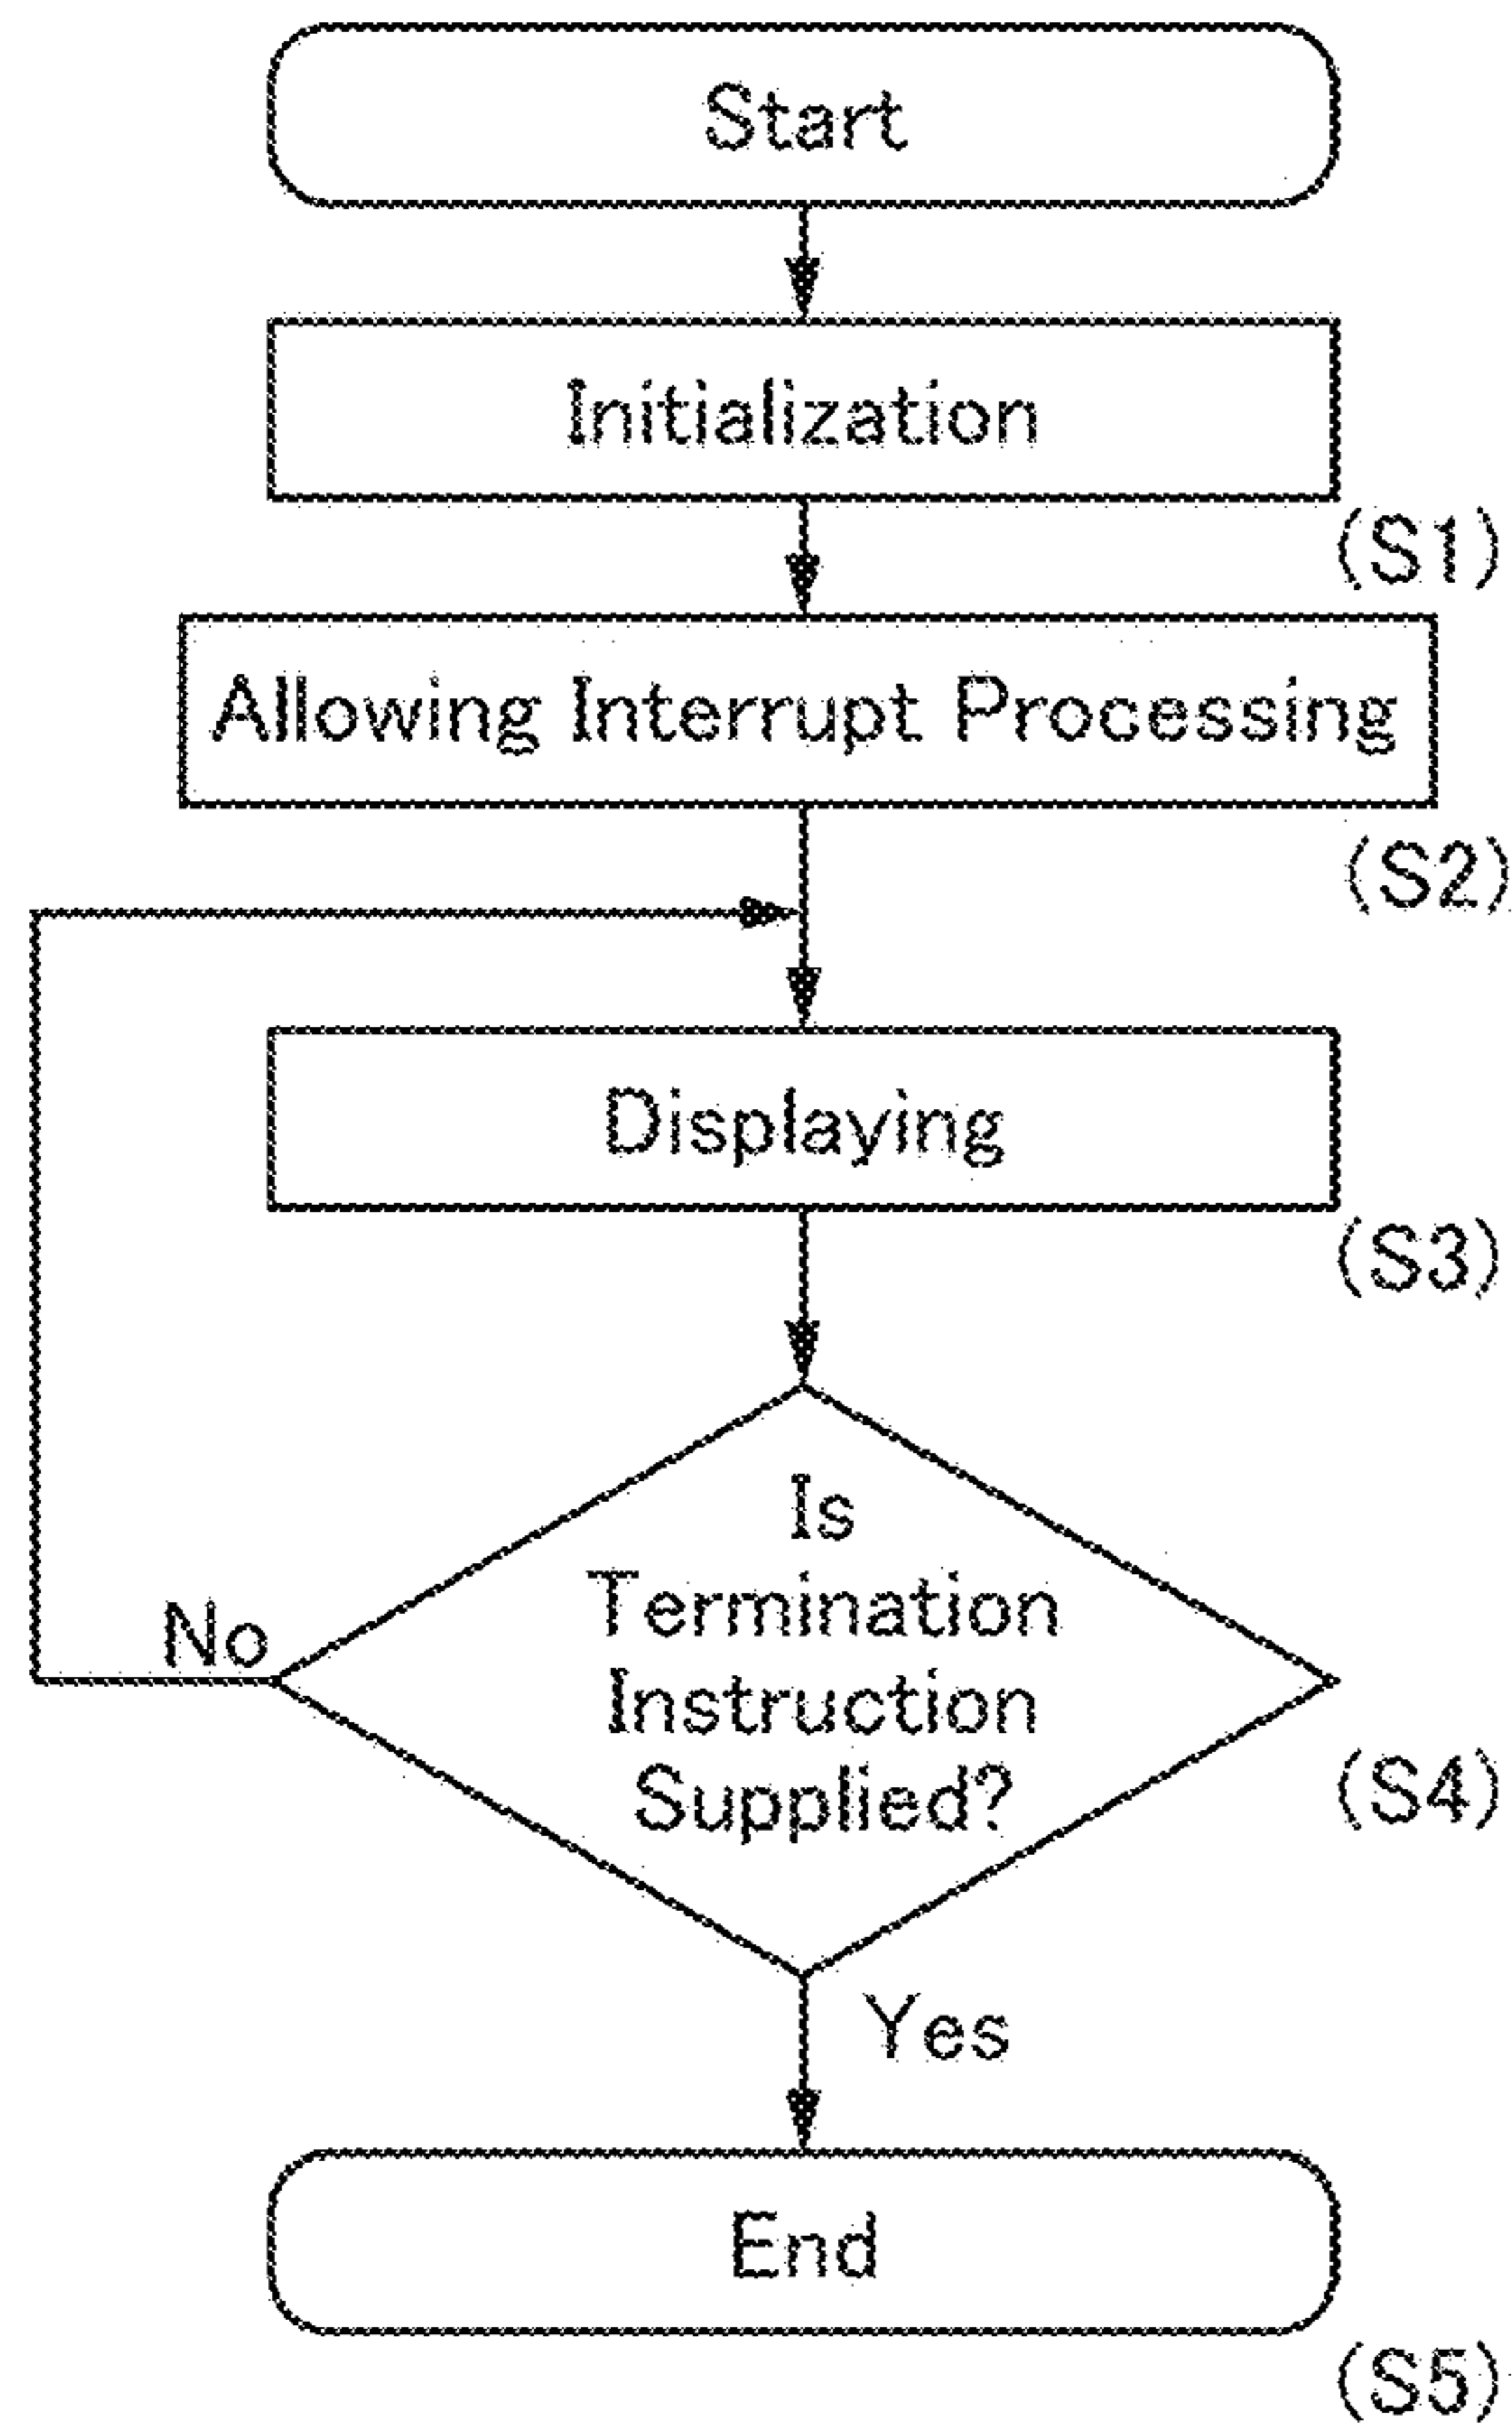 Start
Initialization
(S1)
Allowing Interrupt Processing
(S2)
Displaying
(S3)
Is
Termination
Instruction
Supplied?
No
(S4)
Yes
End
(S5)